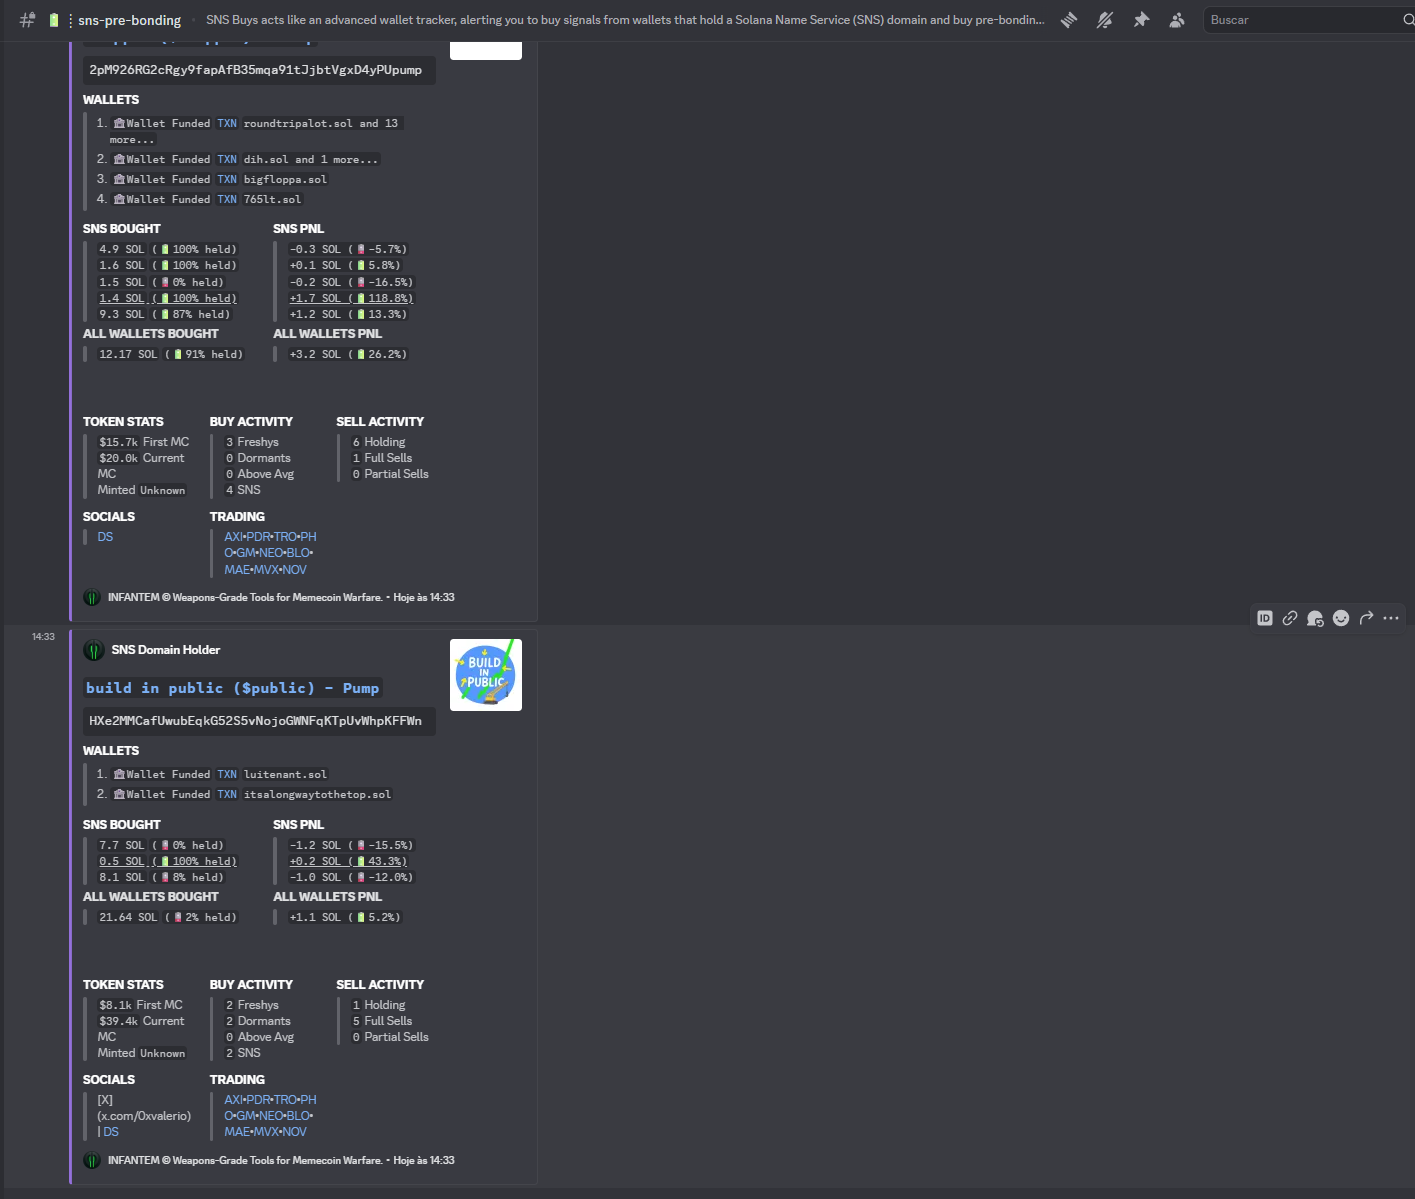 sns-pre-bonding
SNS Buys acts like an advanced wallet tracker, alerting you to buy signals from wallets that hold a Solana Name Service (SNS) domain and buy pre-bondin...
Buscar
2pM926RG2cRgy9fapAfB35mqa91tJjbtVgxD4yPUpump
WALLETS
1. Wallet Funded TXN roundtripalot.sol and 13
more...
2. Wallet Funded TXN dih.sol and 1 more...
3. Wallet Funded TXN bigfloppa.sol
4. Wallet Funded TXN 765lt.sol
SNS BOUGHT SNS PNL
4.9 SOL (100% held) -0.3 SOL (-5.7%)
1.6 SOL (100% held) +0.1 SOL (5.8%)
1.5 SOL (0% held) -0.2 SOL (-16.5%)
1.4 SOL (100% held) +1.7 SOL (118.8%)
9.3 SOL (87% held) +1.2 SOL (13.3%)
ALL WALLETS BOUGHT ALL WALLETS PNL
12.17 SOL (91% held) +3.2 SOL (26.2%)
TOKEN STATS BUY ACTIVITY SELL ACTIVITY
$15.7k First MC 3 Freshys 6 Holding
$20.0k Current 0 Dormants 1 Full Sells
MC 0 Above Avg 0 Partial Sells
Minted Unknown 4 SNS
SOCIALS TRADING
DS AXI•PDR•TRO•PH
O•GM•NEO•BLO•
MAE•MVX•NOV
INFANTEM © Weapons-Grade Tools for Memecoin Warfare. • Hoje às 14:33
ID
14:33
SNS Domain Holder
BUILD
IN
PUBLIC
build in public ($public) - Pump
HXe2MMCafUwubEqkG52S5vNojoGWNFqKTpUvWhpKFFWn
WALLETS
1. Wallet Funded TXN luitenant.sol
2. Wallet Funded TXN itsalongwaytothetop.sol
SNS BOUGHT SNS PNL
7.7 SOL (0% held) -1.2 SOL (-15.5%)
0.5 SOL (100% held) +0.2 SOL (43.3%)
8.1 SOL (8% held) -1.0 SOL (-12.0%)
ALL WALLETS BOUGHT ALL WALLETS PNL
21.64 SOL (2% held) +1.1 SOL (5.2%)
TOKEN STATS BUY ACTIVITY SELL ACTIVITY
$8.1k First MC 2 Freshys 1 Holding
$39.4k Current 2 Dormants 5 Full Sells
MC 0 Above Avg 0 Partial Sells
Minted Unknown 2 SNS
SOCIALS TRADING
[X] AXI•PDR•TRO•PH
(x.com/0xvalerio) O•GM•NEO•BLO•
| DS MAE•MVX•NOV
INFANTEM © Weapons-Grade Tools for Memecoin Warfare. • Hoje às 14:33